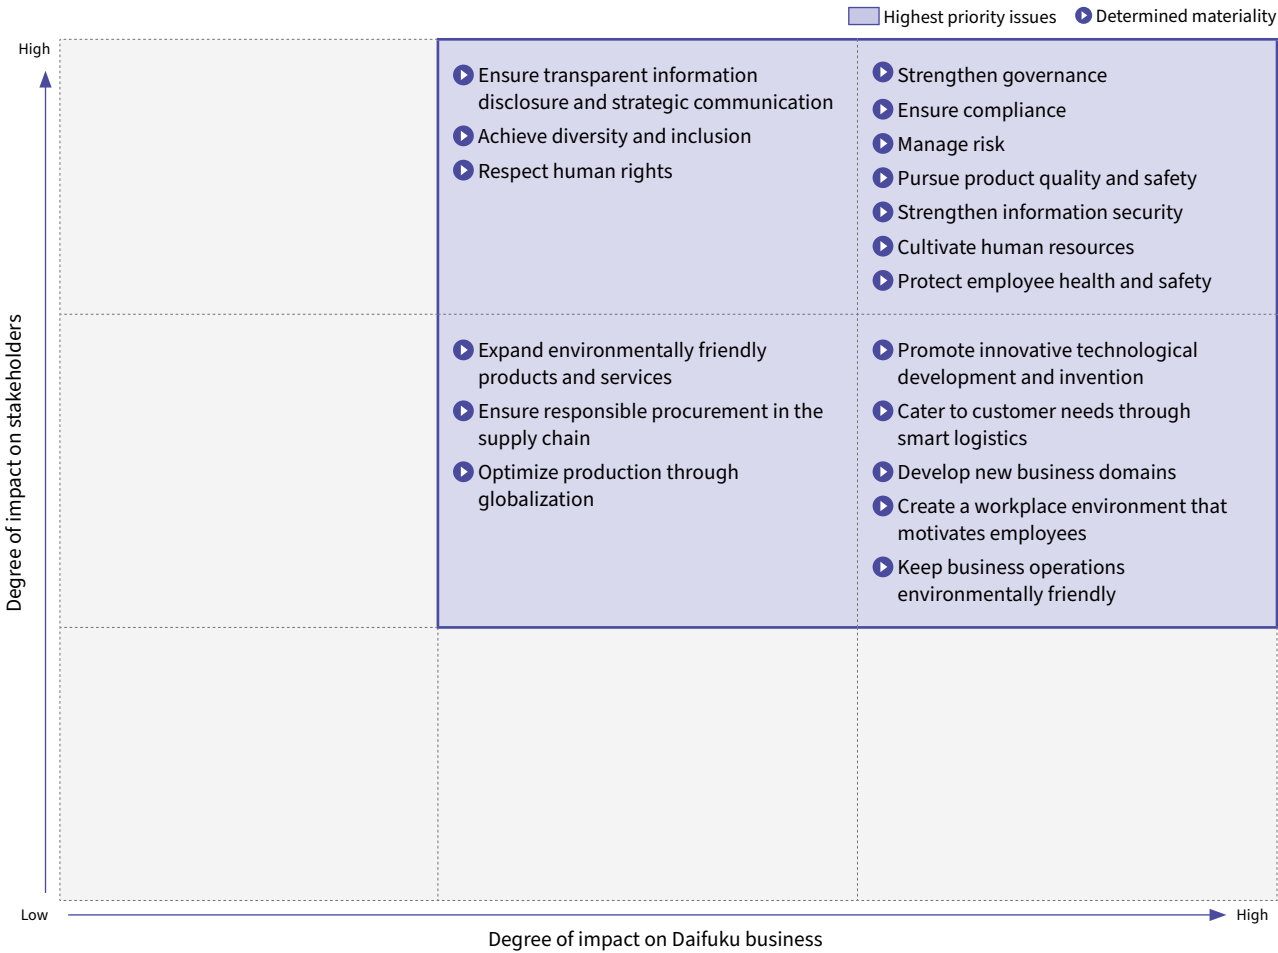 Highest priority issues
Determined materiality
High
Degree of impact on stakeholders
Ensure transparent information
disclosure and strategic communication
Achieve diversity and inclusion
Respect human rights
Strengthen governance
Ensure compliance
Manage risk
Pursue product quality and safety
Strengthen information security
Cultivate human resources
Protect employee health and safety
Expand environmentally friendly
products and services
Ensure responsible procurement in the
supply chain
Optimize production through
globalization
Promote innovative technological
development and invention
Cater to customer needs through
smart logistics
Develop new business domains
Create a workplace environment that
motivates employees
Keep business operations
environmentally friendly
Low
High
Degree of impact on Daifuku business